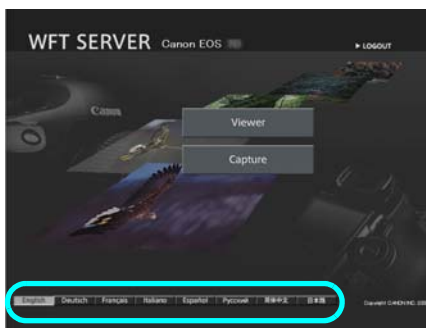 WFT SERVER Canon EOS
LOGOUT
Canon
Viewer
Capture
English Deutsch Français Italiano Español Русский 简体中文 日本語
Copyright CANON INC.